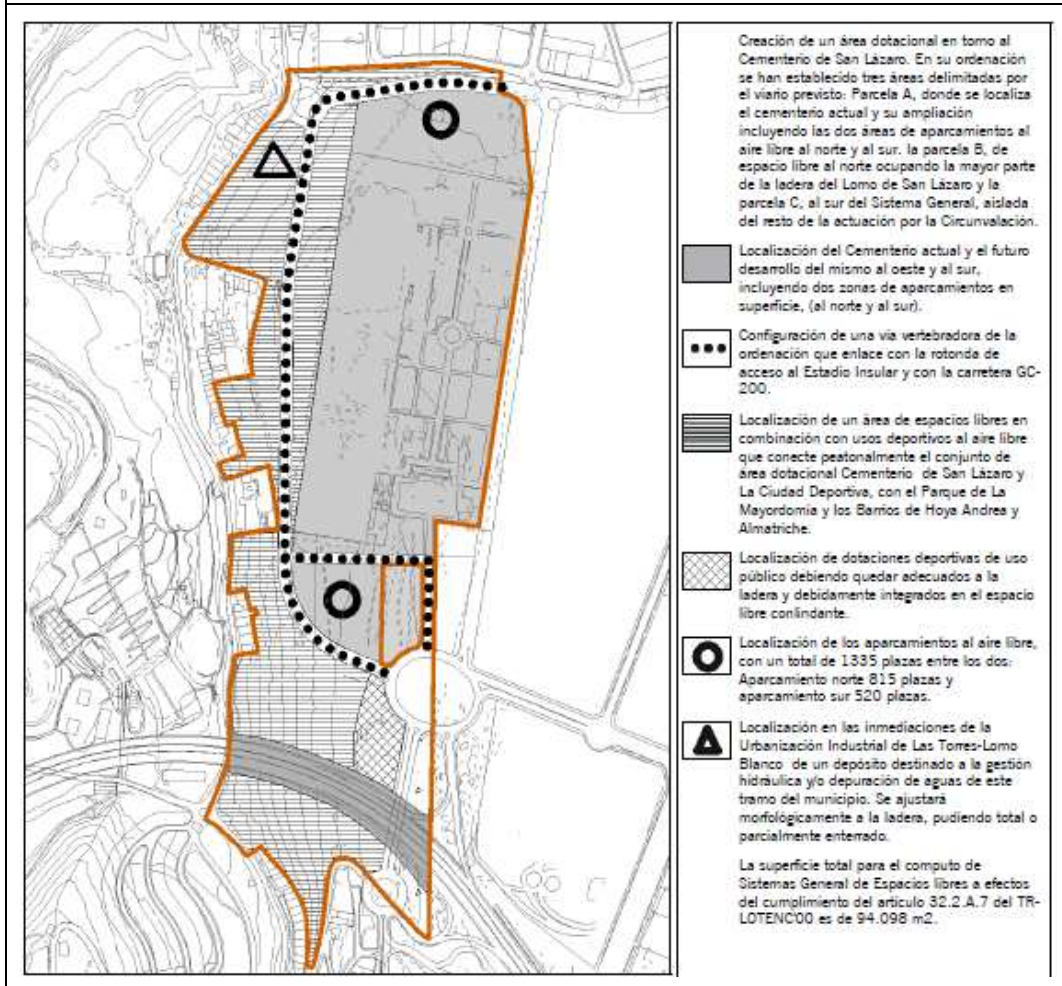 Creación de un área dotacional en torno al
Cementerio de San Lázaro. En su ordenación
se han establecido tres áreas delimitadas por
el viario previsto: Parcela A, donde se localiza
el cementerio actual y su ampliación
incluyendo las dos áreas de aparcamientos al
aire libre al norte y al sur. la parcela B, de
espacio libre al norte ocupando la mayor parte
de la ladera del Lomo de San Lázaro y la
parcela C, al sur del Sistema General, aislada
del resto de la actuación por la Circunvalación.
Localización del Cementerio actual y el futuro
desarrollo del mismo al oeste y al sur,
incluyendo dos zonas de aparcamientos en
superficie, (al norte y al sur).
Configuración de una vía vertebradora de la
ordenación que enlace con la rotonda de
acceso al Estadio Insular y con la carretera GC-
200.
Localización de un área de espacios libres en
combinación con usos deportivos al aire libre
que conecte peatonalmente el conjunto de
área dotacional Cementerio de San Lázaro y
La Ciudad Deportiva, con el Parque de La
Mayordomía y los Barrios de Hoya Andrea y
Almatriche.
Localización de dotaciones deportivas de uso
público debiendo quedar adecuados a la
ladera y debidamente integrados en el espacio
libre conlindante.
Localización de los aparcamientos al aire libre,
con un total de 1335 plazas entre los dos:
Aparcamiento norte 815 plazas y
aparcamiento sur 520 plazas.
Localización en las inmediaciones de la
Urbanización Industrial de Las Torres-Lomo
Blanco de un depósito destinado a la gestión
hidráulica y/o depuración de aguas de este
tramo del municipio. Se ajustará
morfológicamente a la ladera, pudiendo total o
parcialmente enterrado.
La superficie total para el computo de
Sistemas General de Espacios libres a efectos
del cumplimiento del artículo 32.2.A.7 del TR-
LOTENC'00 es de 94.098 m2.